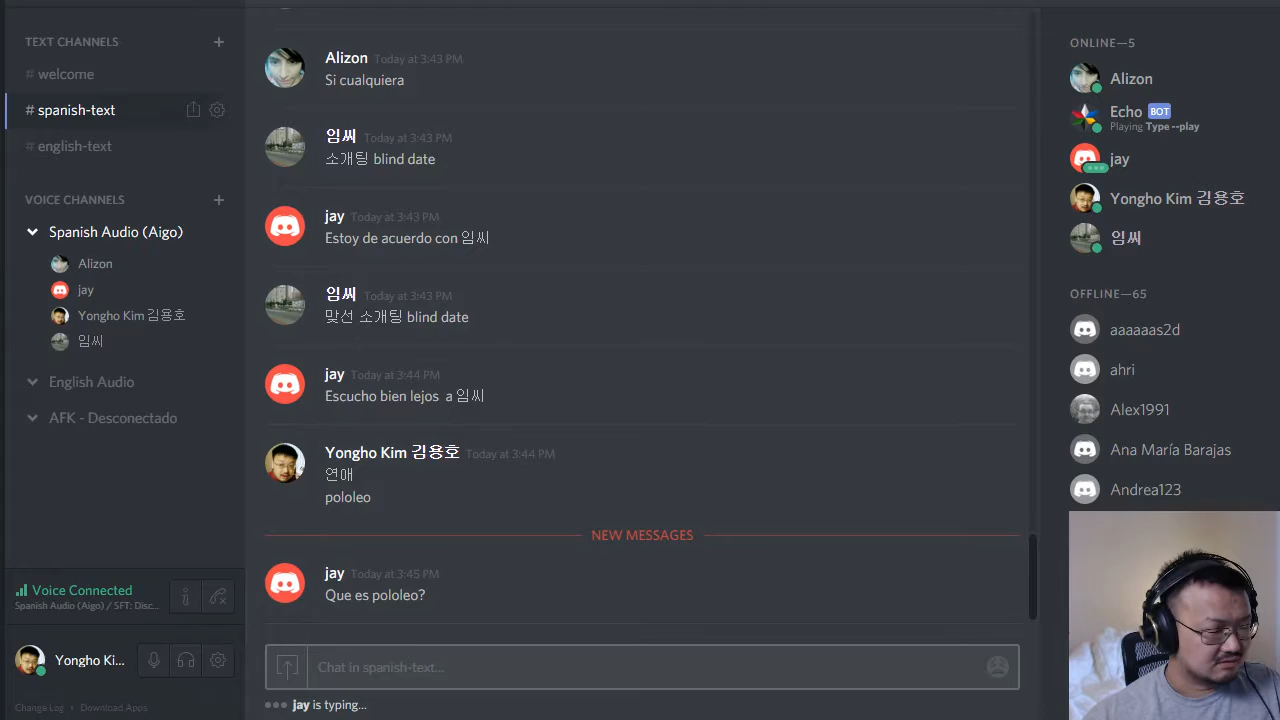 TEXT CHANNELS +
# welcome
# spanish-text
# english-text
VOICE CHANNELS +
Spanish Audio (Aigo)
Alizon
jay
Yongho Kim 김용호
임씨
English Audio
AFK - Desconectado
Voice Connected
Spanish Audio (Aigo) / SFT: Disc...
Yongho Ki...
Change Log • Download Apps
Alizon Today at 3:43 PM
Si cualquiera
임씨 Today at 3:43 PM
소개팅 blind date
jay Today at 3:43 PM
Estoy de acuerdo con 임씨
임씨 Today at 3:43 PM
맞선 소개팅 blind date
jay Today at 3:44 PM
Escucho bien lejos a 임씨
Yongho Kim 김용호 Today at 3:44 PM
연애
pololeo
NEW MESSAGES
jay Today at 3:45 PM
Que es pololeo?
Chat in spanish-text...
jay is typing...
ONLINE—5
Alizon
Echo BOT
Playing Type --play
jay
Yongho Kim 김용호
임씨
OFFLINE—65
aaaaaas2d
ahri
Alex1991
Ana María Barajas
Andrea123